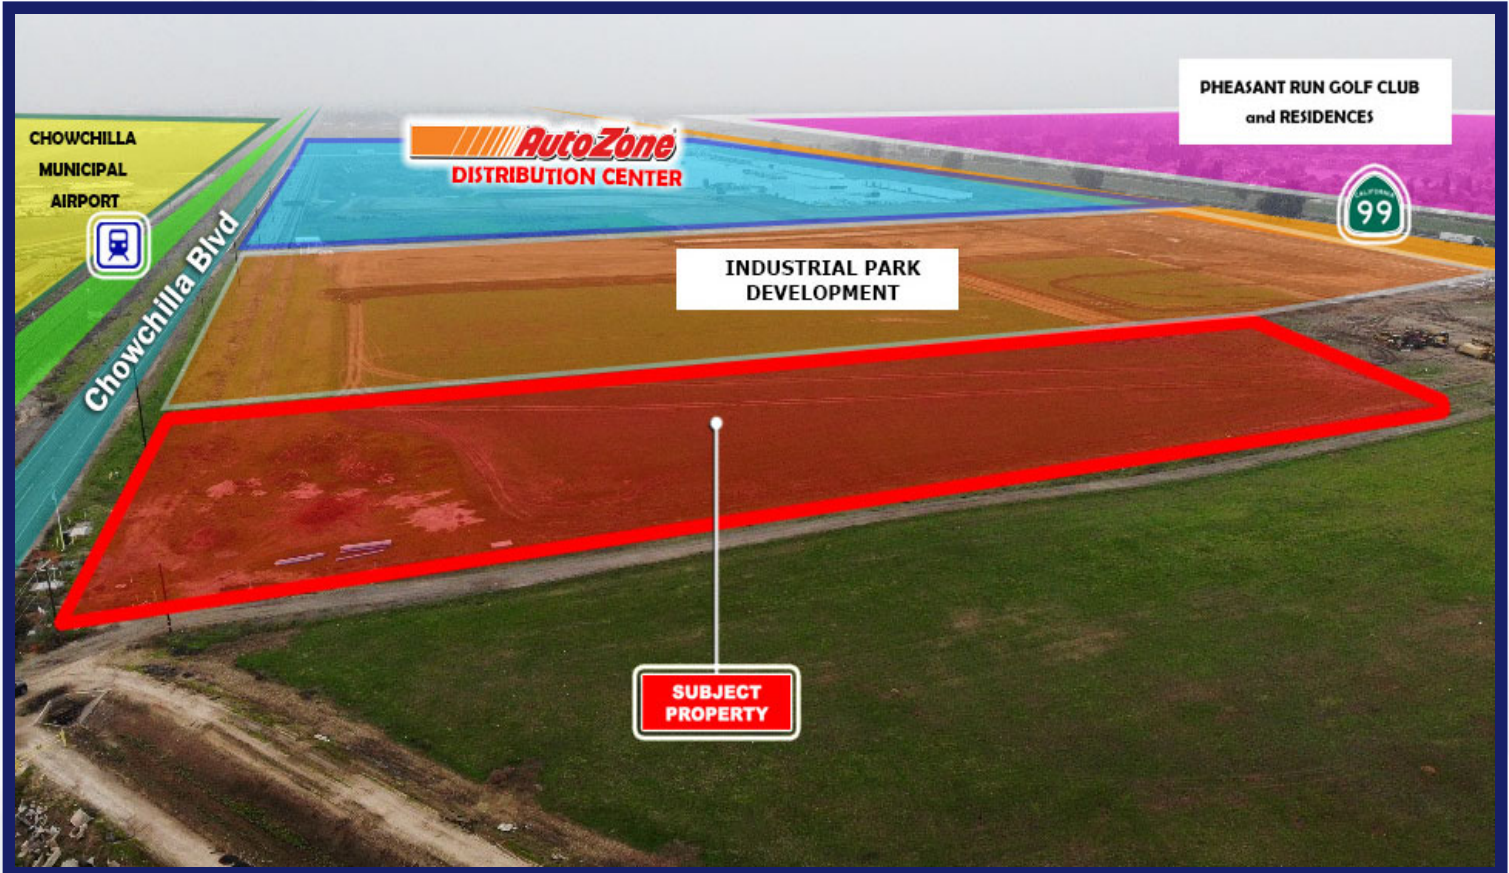 CHOWCHILLA
MUNICIPAL
AIRPORT
Chowchilla Blvd
AutoZone
DISTRIBUTION CENTER
PHEASANT RUN GOLF CLUB
and RESIDENCES
CALIFORNIA
99
INDUSTRIAL PARK
DEVELOPMENT
SUBJECT
PROPERTY